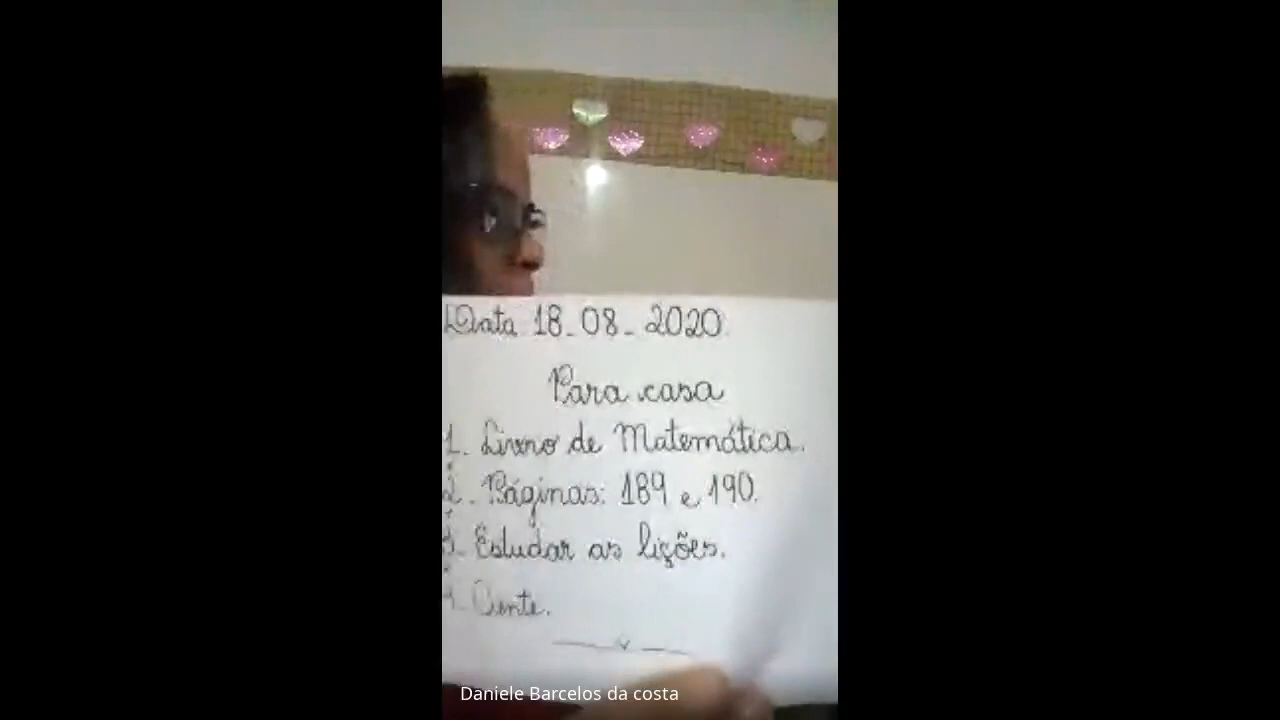 Data 18-08-2020.
Para casa
1. Livro de Matemática.
2. Páginas: 189 e 190.
3. Estudar as lições.
4. Ciente.
Daniele Barcelos da costa